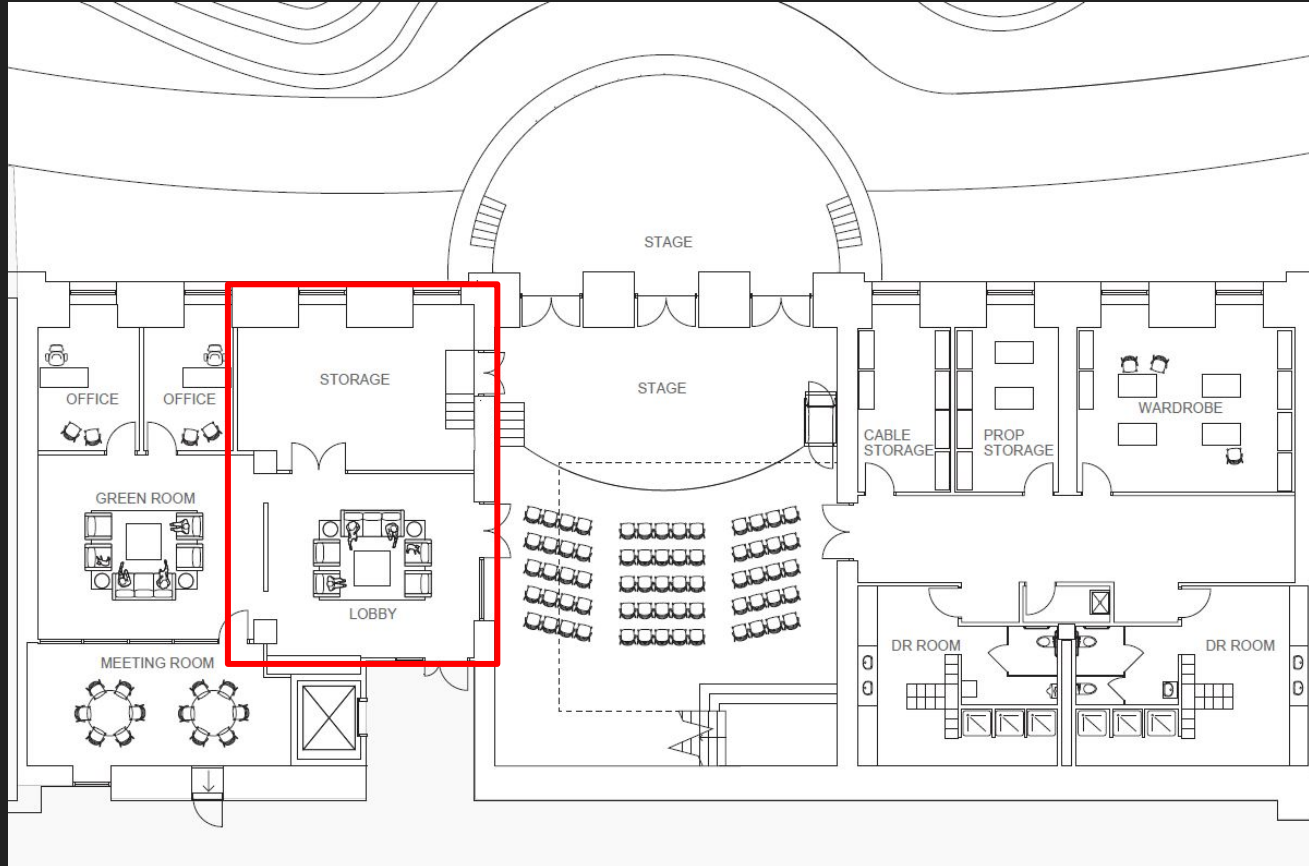 STAGE
STORAGE
STAGE
OFFICE
OFFICE
WARDROBE
CABLE
STORAGE
PROP
STORAGE
GREEN ROOM
LOBBY
MEETING ROOM
DR ROOM
DR ROOM